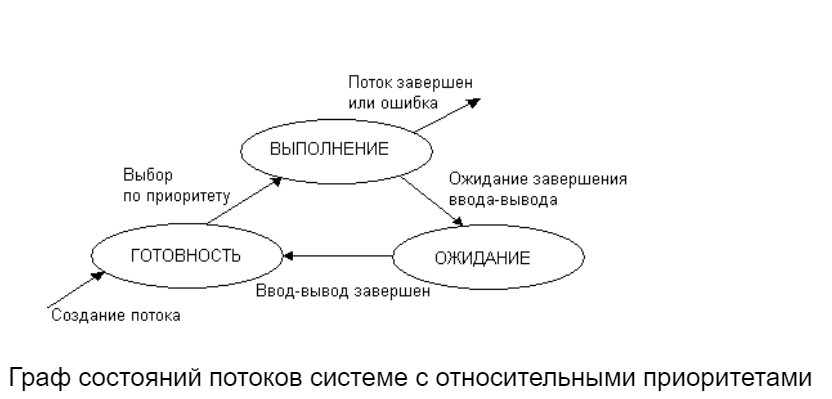 Поток завершен
или ошибка
ВЫПОЛНЕНИЕ
Выбор
по приоритету
Ожидание завершения
ввода-вывода
ГОТОВНОСТЬ
ОЖИДАНИЕ
Ввод-вывод завершен
Создание потока
Граф состояний потоков системе с относительными приоритетами